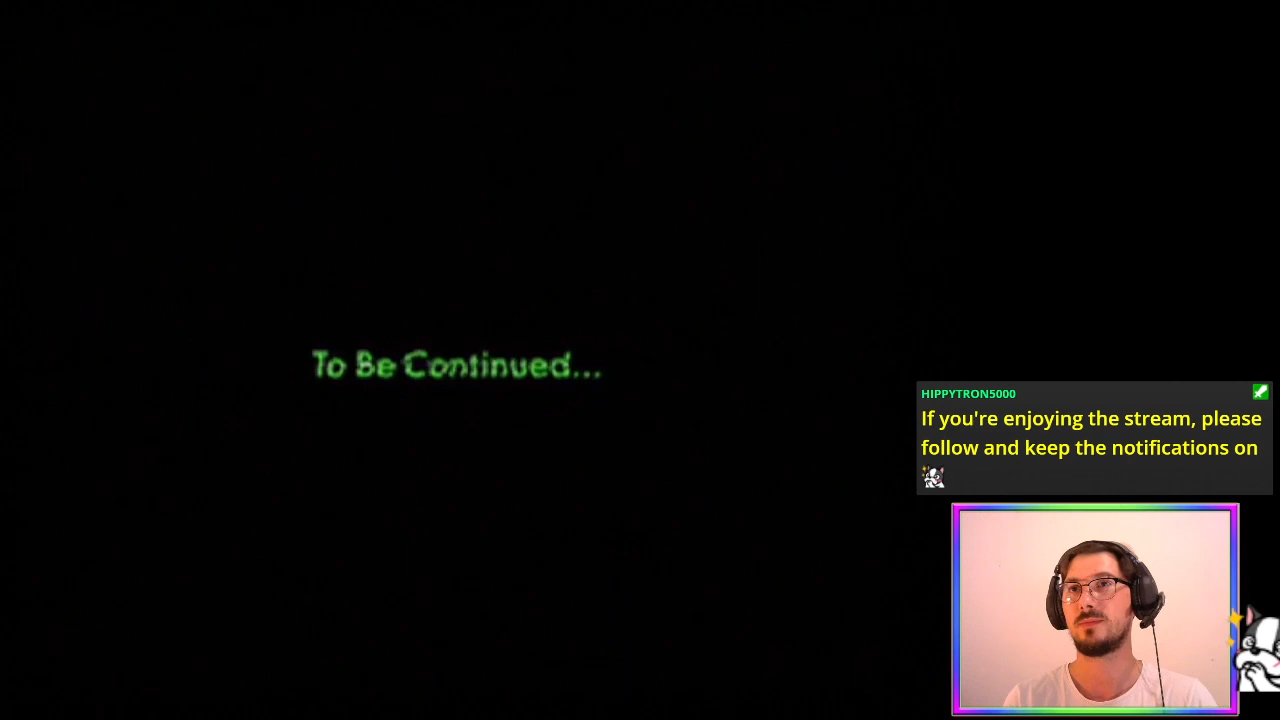 To Be Continued...
HIPPYTRON5000
If you're enjoying the stream, please
follow and keep the notifications on